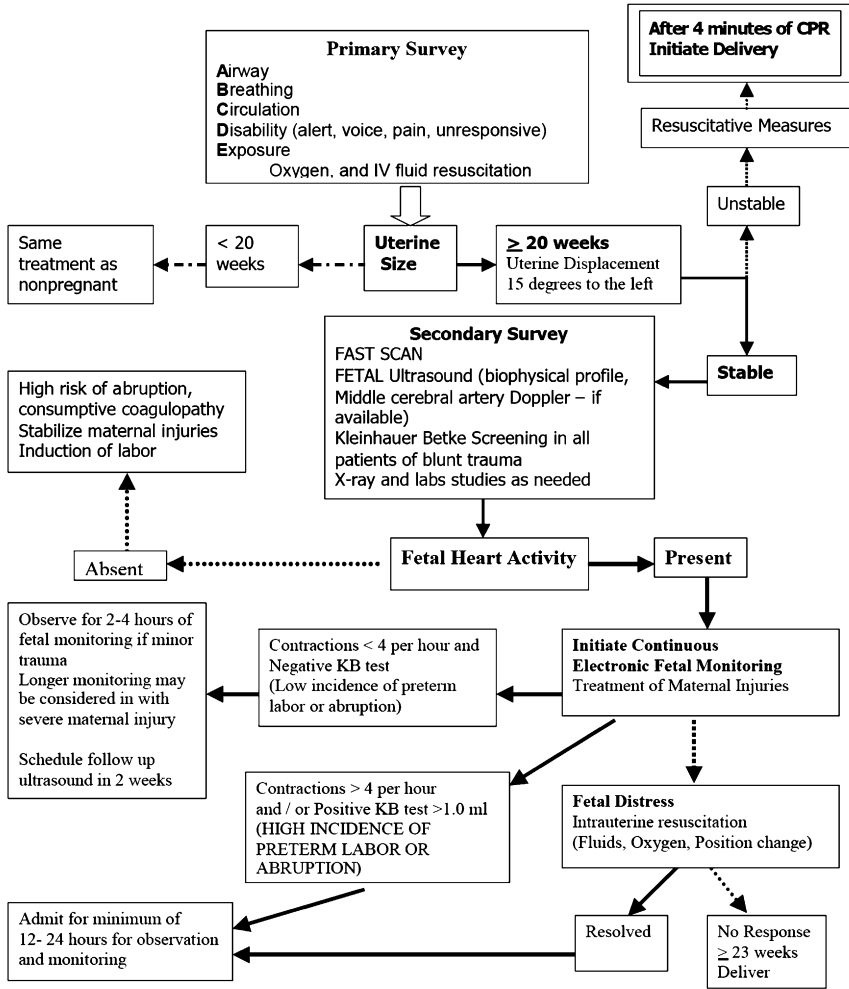 Primary Survey
Airway
Breathing
Circulation
Disability (alert, voice, pain, unresponsive)
Exposure
Oxygen, and IV fluid resuscitation
After 4 minutes of CPR
Initiate Delivery
Resuscitative Measures
Unstable
Same
treatment as
nonpregnant
< 20
weeks
Uterine
Size
≥ 20 weeks
Uterine Displacement
15 degrees to the left
Stable
Secondary Survey
FAST SCAN
FETAL Ultrasound (biophysical profile,
Middle cerebral artery Doppler – if
available)
Kleinhauer Betke Screening in all
patients of blunt trauma
X-ray and labs studies as needed
High risk of abruption,
consumptive coagulopathy
Stabilize maternal injuries
Induction of labor
Absent
Fetal Heart Activity
Present
Observe for 2-4 hours of
fetal monitoring if minor
trauma
Longer monitoring may
be considered in with
severe maternal injury
Schedule follow up
ultrasound in 2 weeks
Contractions < 4 per hour and
Negative KB test
(Low incidence of preterm
labor or abruption)
Initiate Continuous
Electronic Fetal Monitoring
Treatment of Maternal Injuries
Contractions > 4 per hour
and / or Positive KB test >1.0 ml
(HIGH INCIDENCE OF
PRETERM LABOR OR
ABRUPTION)
Fetal Distress
Intrauterine resuscitation
(Fluids, Oxygen, Position change)
Admit for minimum of
12- 24 hours for observation
and monitoring
Resolved
No Response
≥ 23 weeks
Deliver